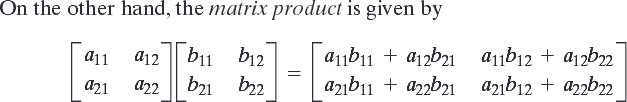 On the other hand, the matrix product is given by
[a11 a12] [b11 b12] = [a11b11 + a12b21 a11b12 + a12b22]
[a21 a22] [b21 b22] [a21b11 + a22b21 a21b12 + a22b22]